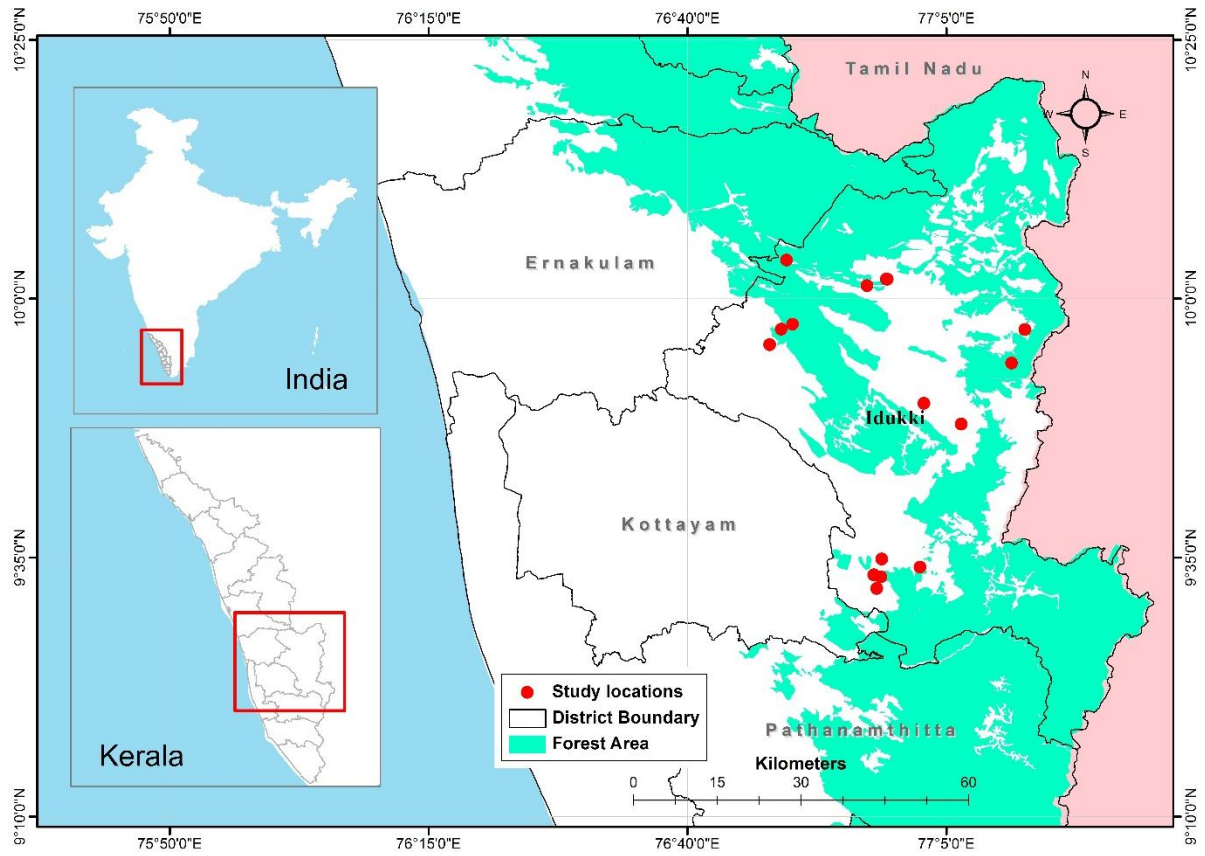 75°50'0"E 76°15'0"E 76°40'0"E 77°5'0"E
10°25'0"N 10°25'0"N
Tamil Nadu
N
W E
S
India
Ernakulam
10°0'0"N 10°0'0"N
Idukki
Kottayam
9°35'0"N 9°35'0"N
Kerala
Study locations
District Boundary
Forest Area
Pathanamthitta
Kilometers
0 15 30 60
9°10'0"N 9°10'0"N
75°50'0"E 76°15'0"E 76°40'0"E 77°5'0"E